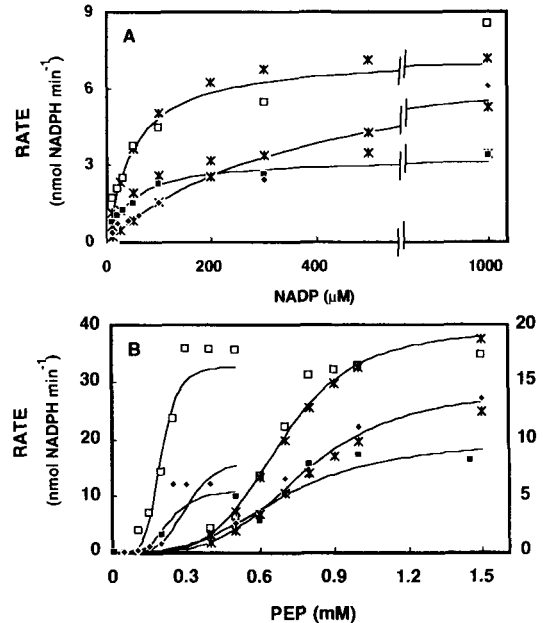 A
9
6
3
0
RATE
(nmol NADPH min⁻¹)
0 200 400 1000
NADP (μM)
B
40
30
20
10
0
20
15
10
5
0
RATE
(nmol NADPH min⁻¹)
0 0.3 0.6 0.9 1.2 1.5
PEP (mM)